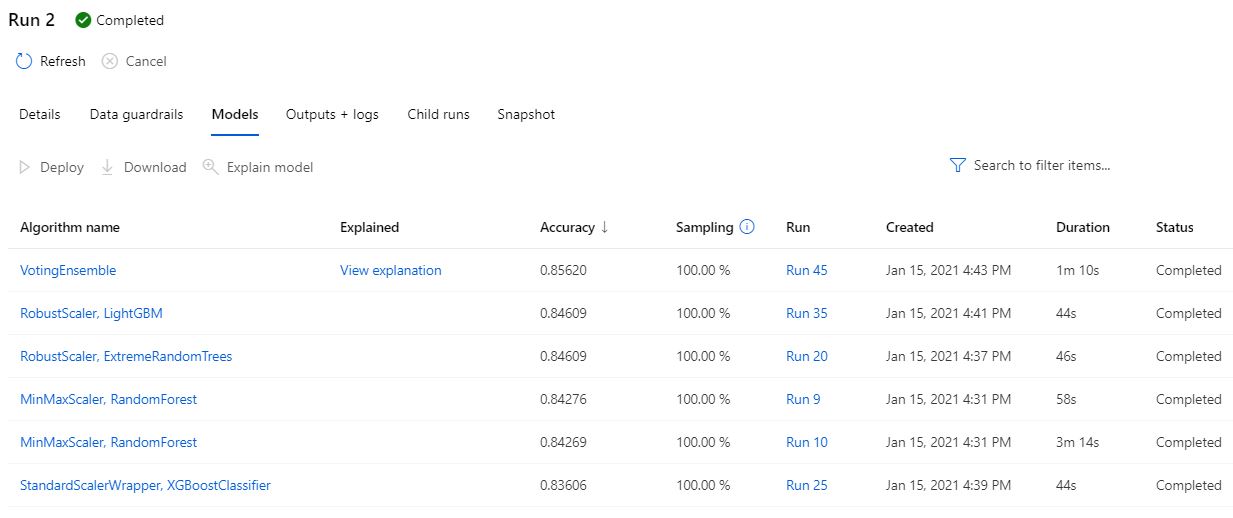 Run 2 Completed
Refresh Cancel
Details Data guardrails Models Outputs + logs Child runs Snapshot
Deploy Download Explain model Search to filter items...
Algorithm name Explained Accuracy ↓ Sampling Run Created Duration Status
VotingEnsemble View explanation 0.85620 100.00 % Run 45 Jan 15, 2021 4:43 PM 1m 10s Completed
RobustScaler, LightGBM 0.84609 100.00 % Run 35 Jan 15, 2021 4:41 PM 44s Completed
RobustScaler, ExtremeRandomTrees 0.84609 100.00 % Run 20 Jan 15, 2021 4:37 PM 46s Completed
MinMaxScaler, RandomForest 0.84276 100.00 % Run 9 Jan 15, 2021 4:31 PM 58s Completed
MinMaxScaler, RandomForest 0.84269 100.00 % Run 10 Jan 15, 2021 4:31 PM 3m 14s Completed
StandardScalerWrapper, XGBoostClassifier 0.83606 100.00 % Run 25 Jan 15, 2021 4:39 PM 44s Completed